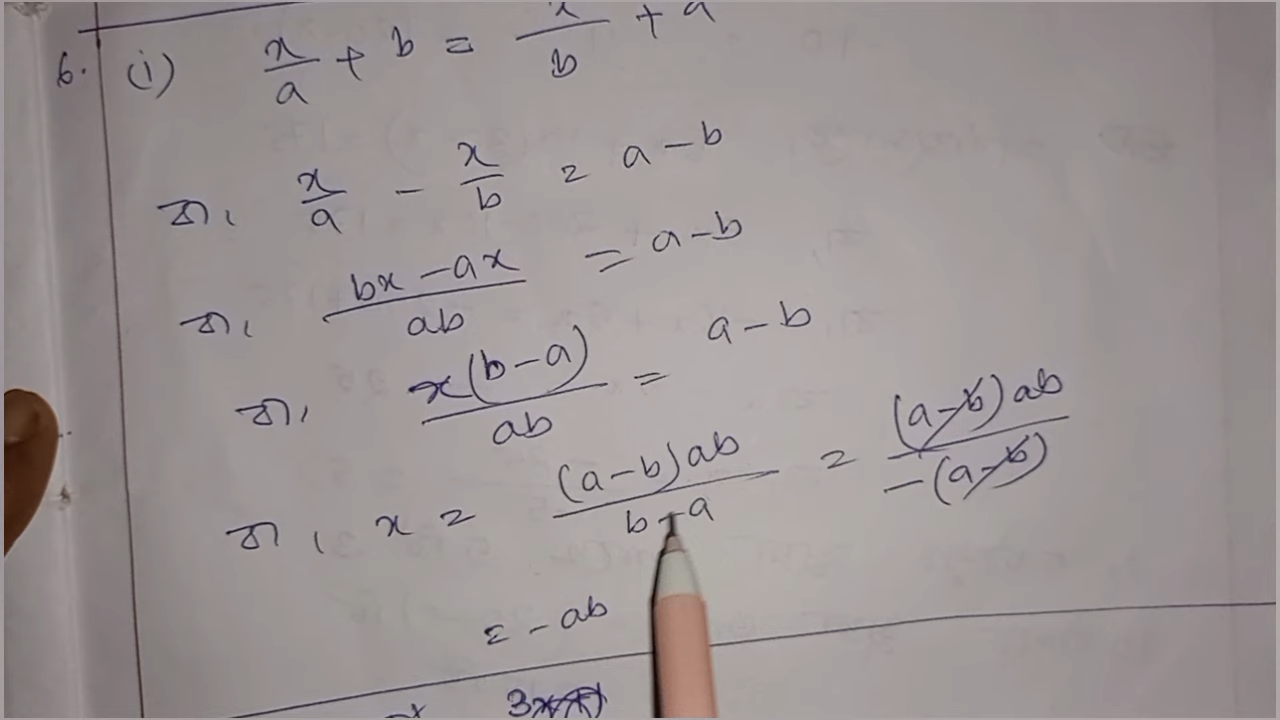 6. (i) x/a + b = x/b + a
বা, x/a - x/b = a-b
বা, bx-ax/ab = a-b
বা, x(b-a)/ab = a-b
বা, x = (a-b)ab/b-a = (a-b)ab/-(a-b)
= -ab